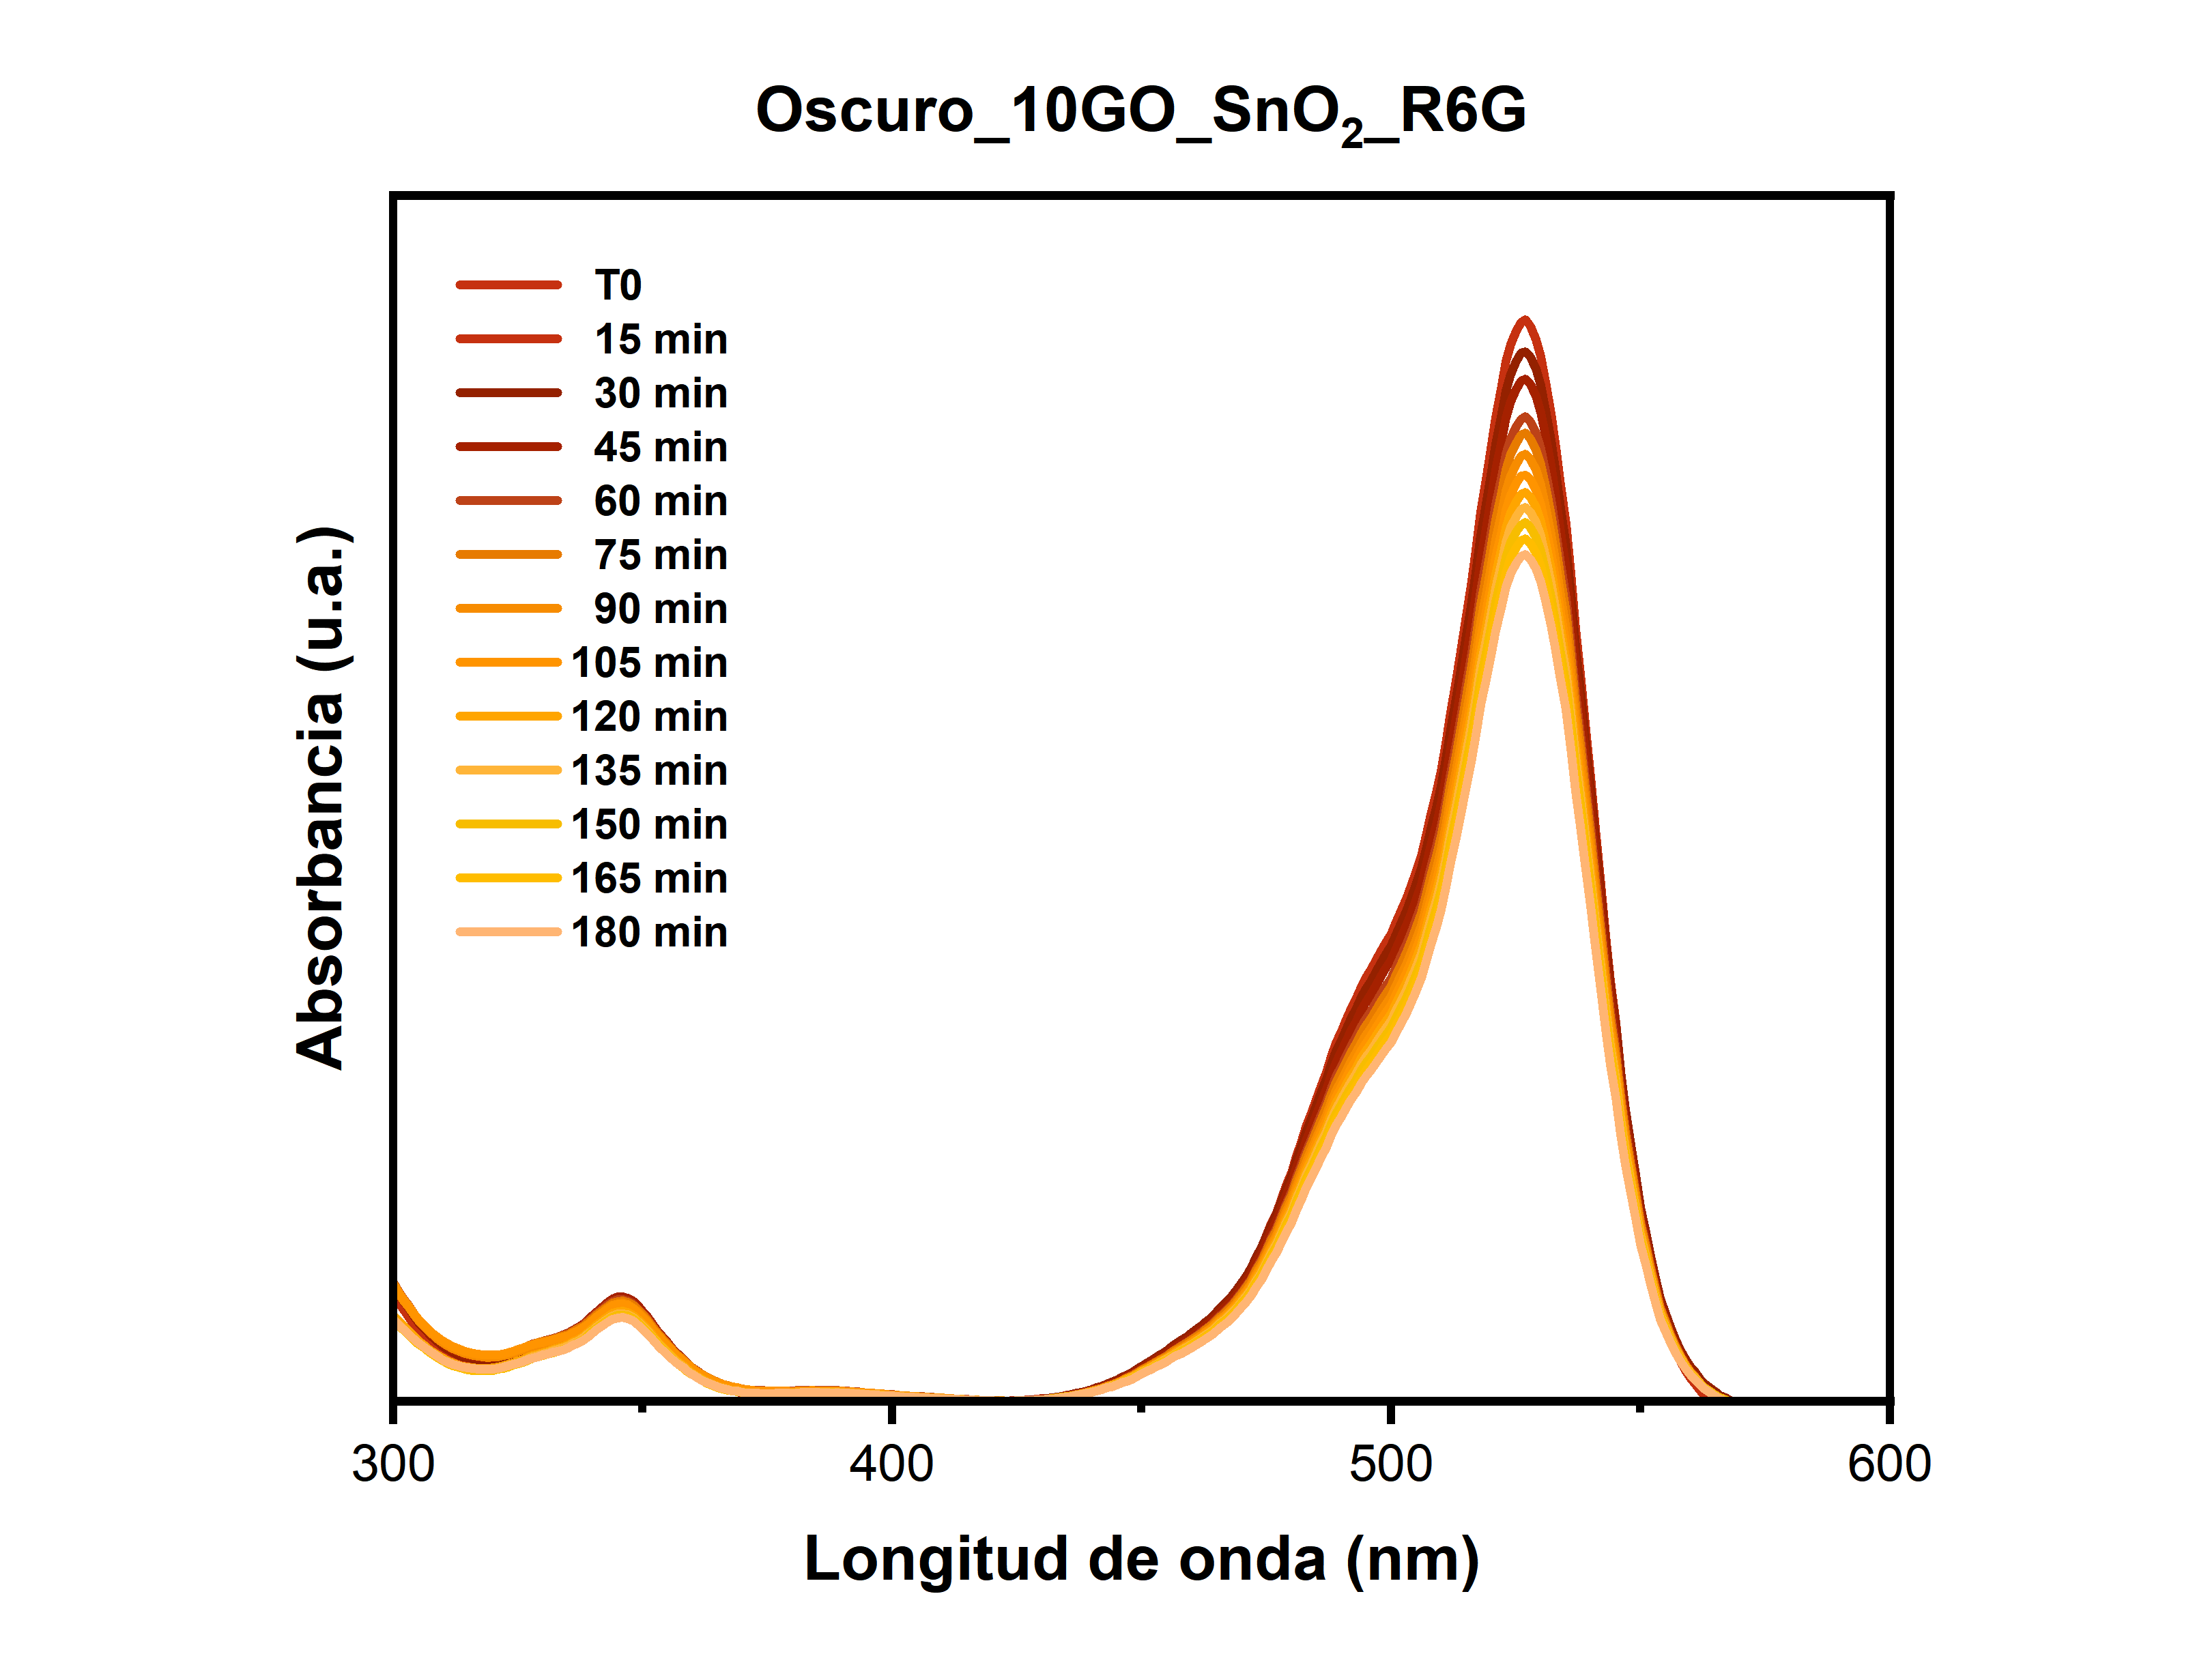 Oscuro_10GO_SnO₂_R6G
T0
15 min
30 min
45 min
60 min
75 min
90 min
105 min
120 min
135 min
150 min
165 min
180 min
Absorbancia (u.a.)
300 400 500 600
Longitud de onda (nm)